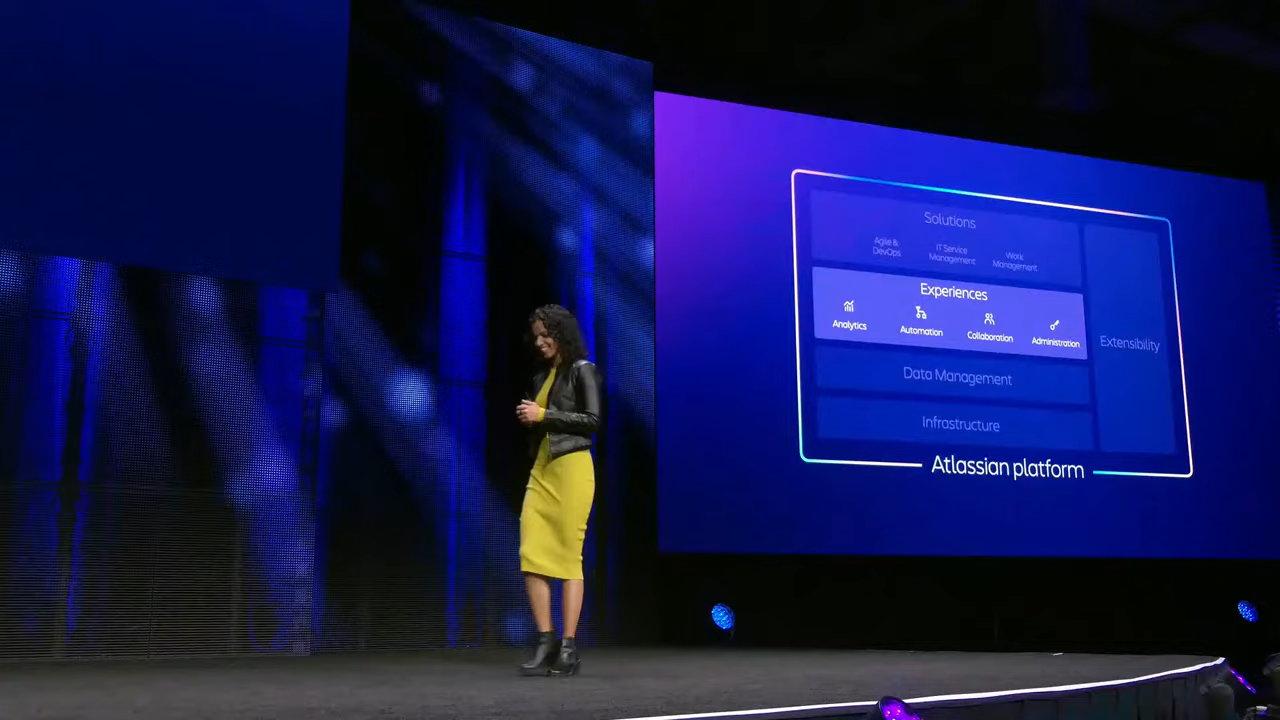 Solutions
Agile &
DevOps
IT Service
Management
Work
Management
Experiences
Analytics
Automation
Collaboration
Administration
Extensibility
Data Management
Infrastructure
Atlassian platform